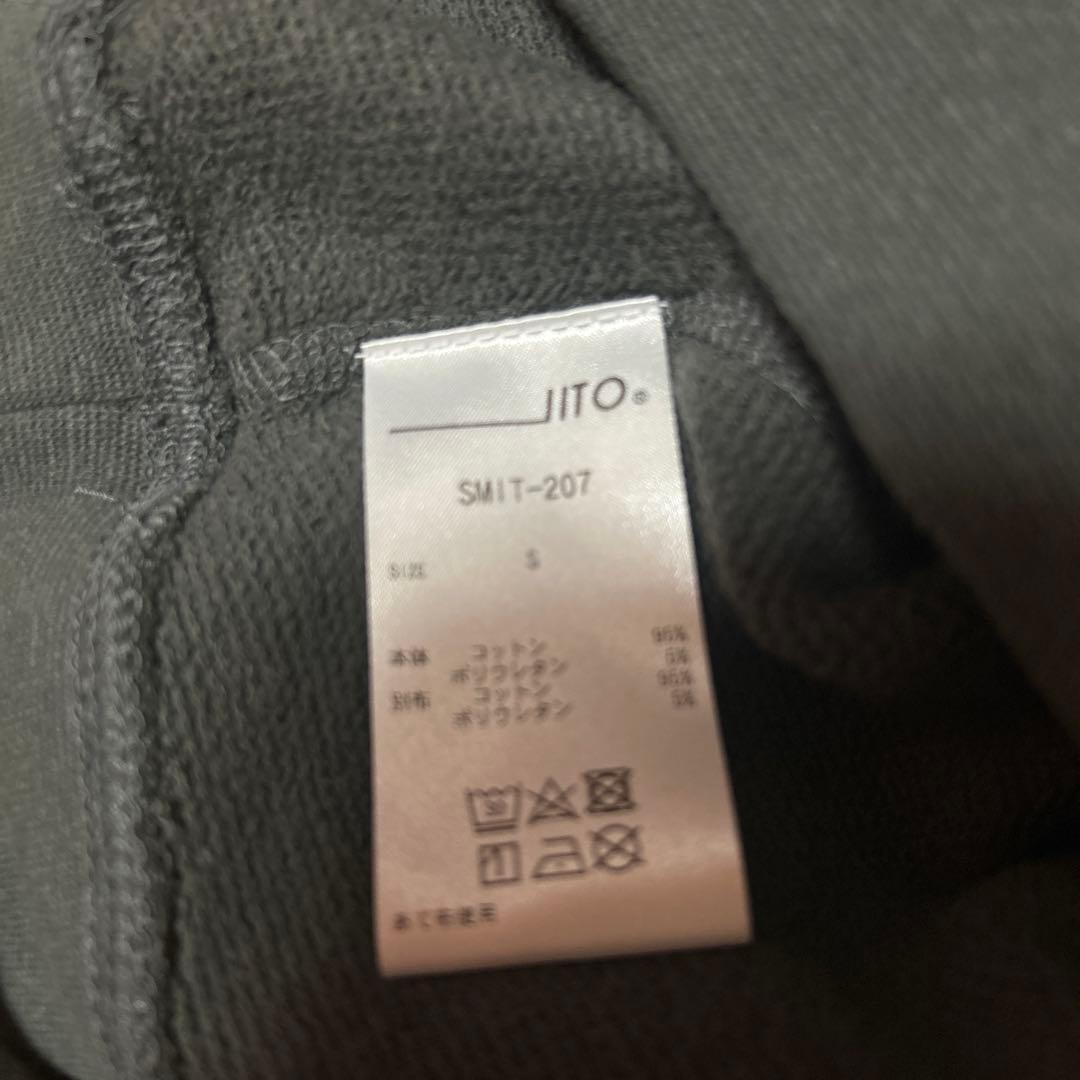 JITO®
SMIT-207
SIZE S
本体 コットン 95%
ポリウレタン 5%
別布 コットン 95%
ポリウレタン 5%
30
あて布使用